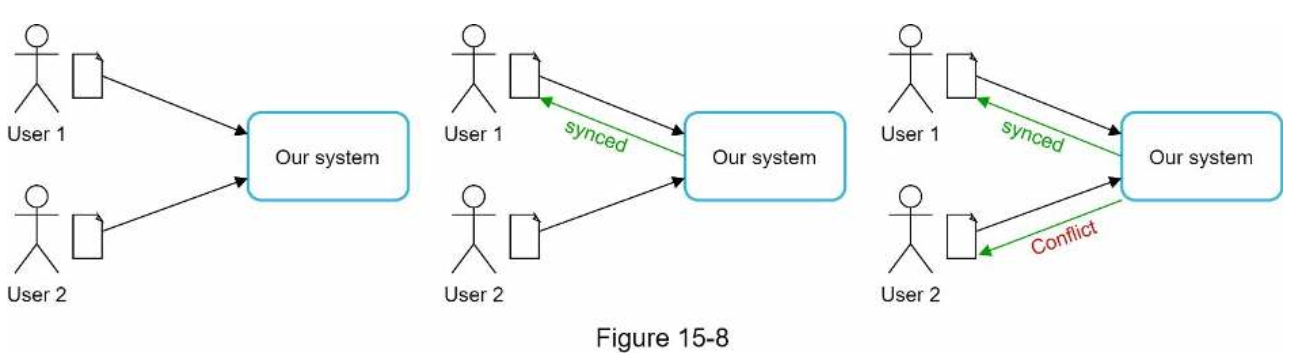 User 1
Our system
User 2
User 1
synced
Our system
User 2
User 1
synced
Our system
Conflict
User 2
Figure 15-8